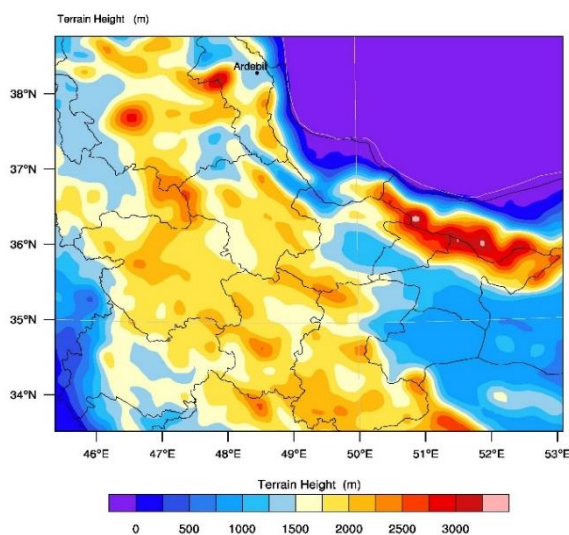 Terrain Height (m)
Ardebil
38°N
37°N
36°N
35°N
34°N
46°E 47°E 48°E 49°E 50°E 51°E 52°E 53°E
Terrain Height (m)
0 500 1000 1500 2000 2500 3000